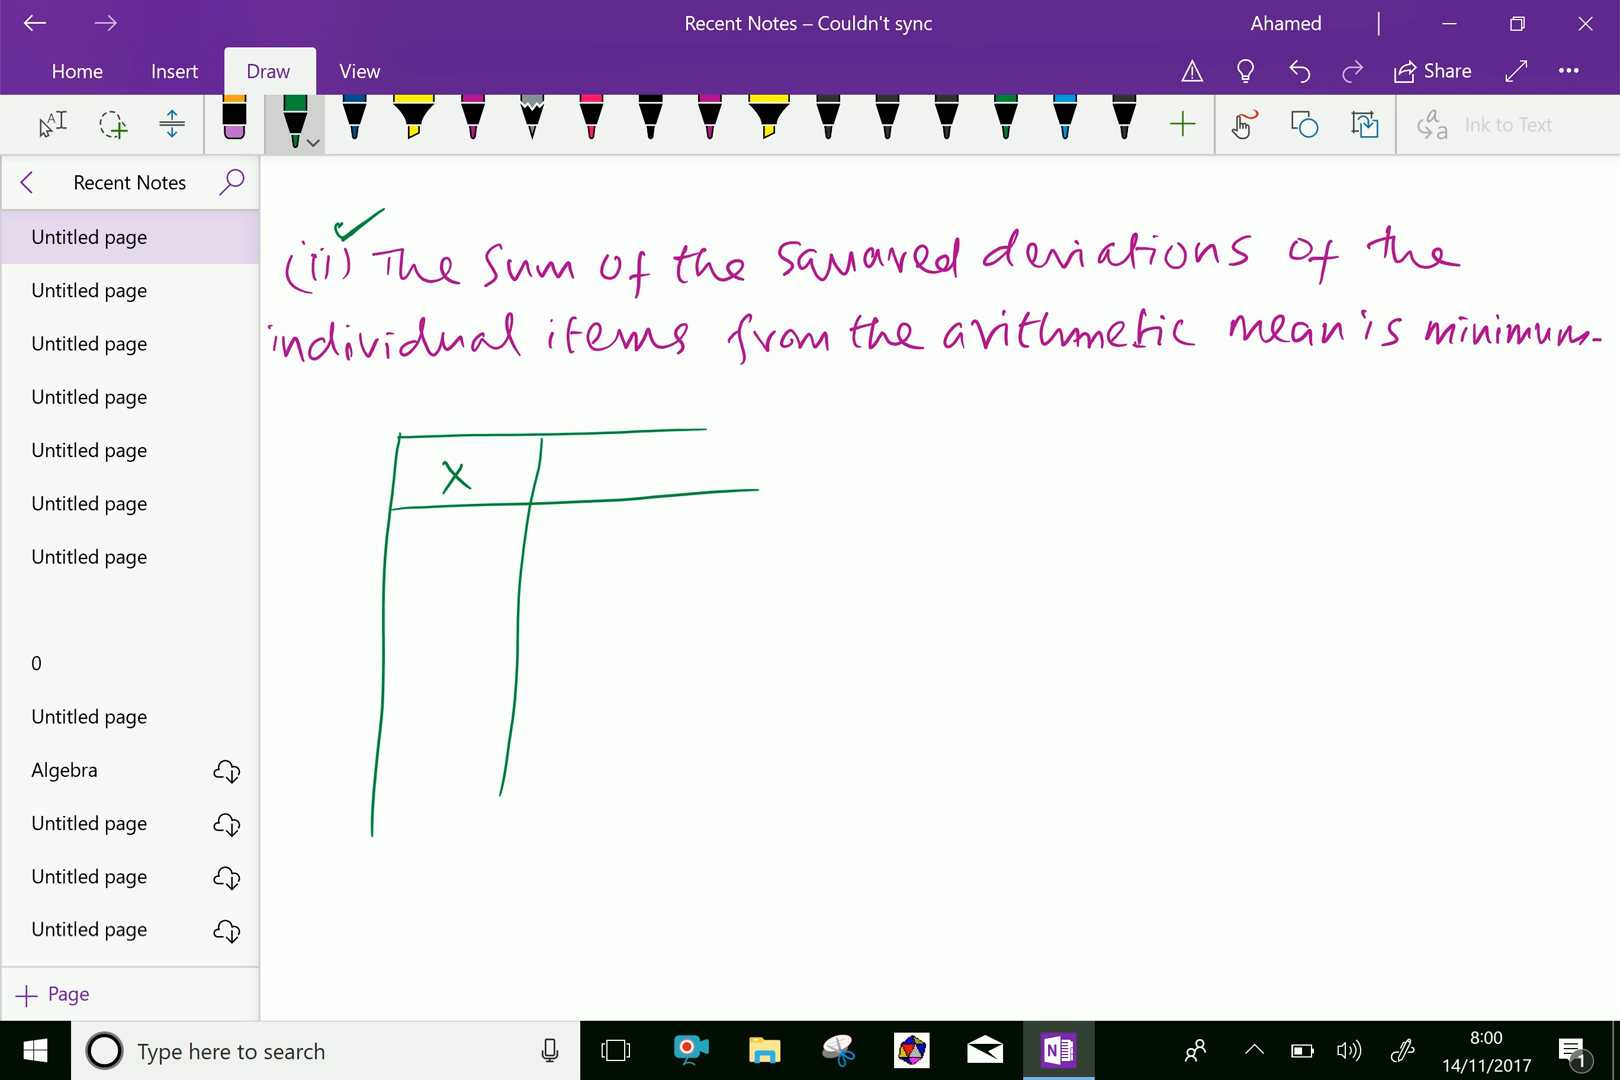 Recent Notes – Couldn't sync
Ahamed
Home Insert Draw View
Share
Ink to Text
Recent Notes
Untitled page
Untitled page
Untitled page
Untitled page
Untitled page
Untitled page
Untitled page
0
Untitled page
Algebra
Untitled page
Untitled page
Untitled page
Page
(ii) The sum of the squared deviations of the
individual items from the arithmetic mean is minimum.
X
Type here to search
8:00
14/11/2017
1